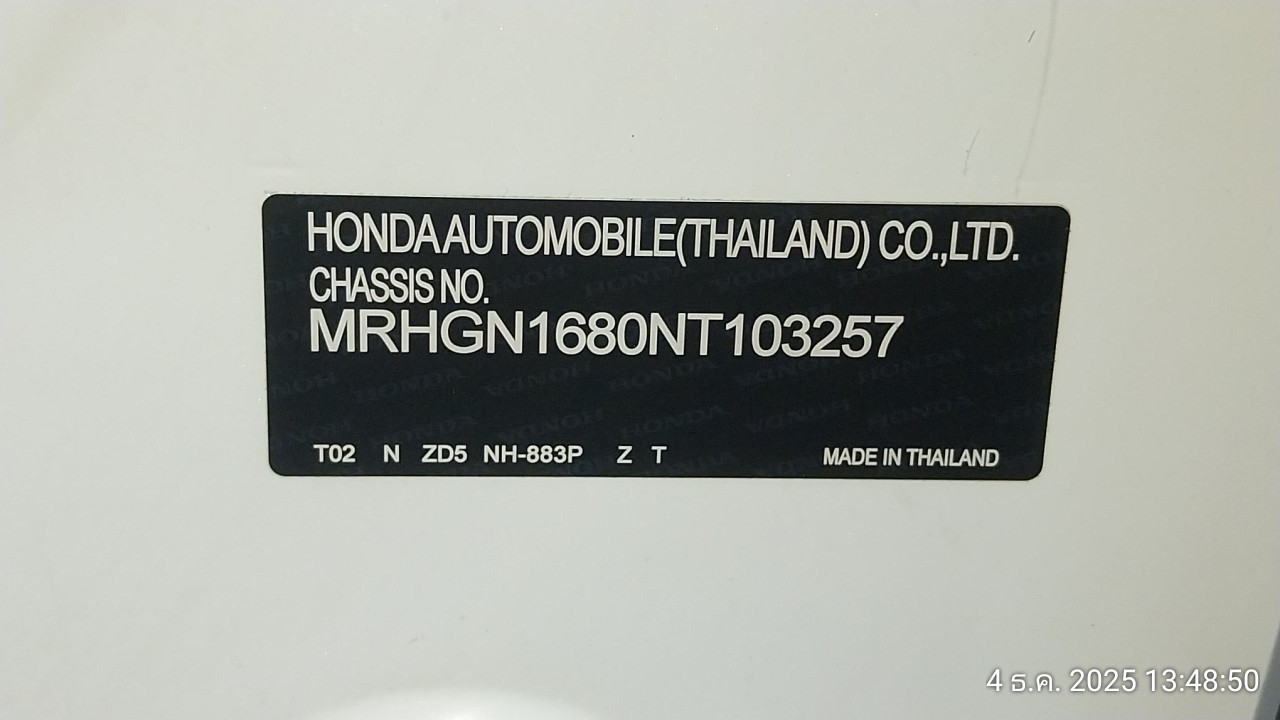 HONDA AUTOMOBILE(THAILAND) CO.,LTD.
CHASSIS NO.
MRHGN1680NT103257
T02 N ZD5 NH-883P Z T MADE IN THAILAND
4 ธ.ค. 2025 13:48:50